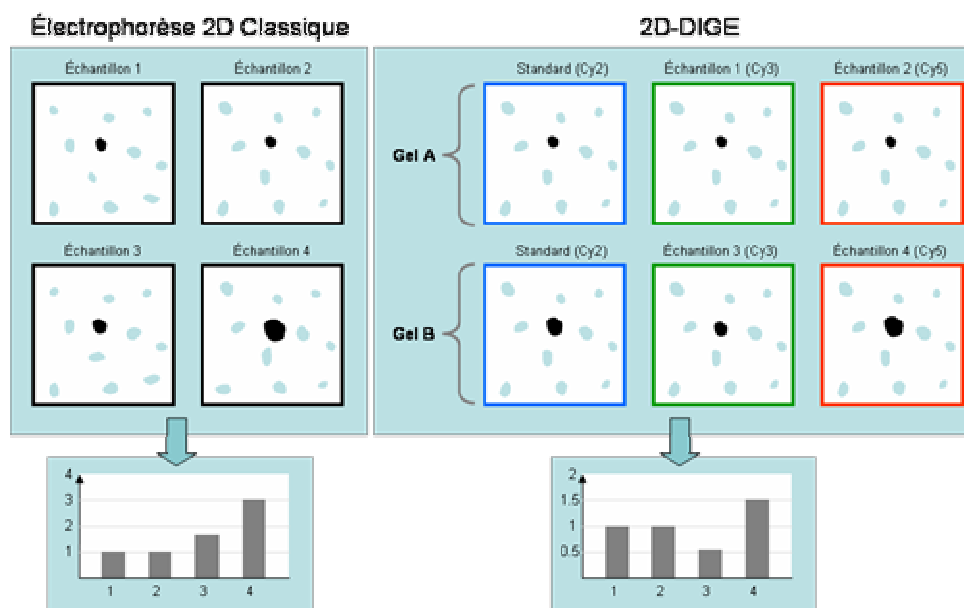 Électrophorèse 2D Classique
2D-DIGE
Échantillon 1
Échantillon 2
Standard (Cy2)
Échantillon 1 (Cy3)
Échantillon 2 (Cy5)
Gel A
Échantillon 3
Échantillon 4
Standard (Cy2)
Échantillon 3 (Cy3)
Échantillon 4 (Cy5)
Gel B
4
3
2
1
1 2 3 4
2
1.5
1
0.5
1 2 3 4